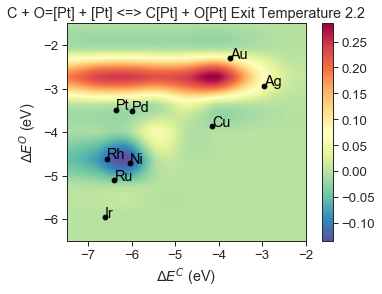 C + O=[Pt] + [Pt] <=> C[Pt] + O[Pt] Exit Temperature 2.2
ΔE^O (eV)
−2
−3
−4
−5
−6
Au
Ag
Pt
Pd
Cu
Rh
Ni
Ru
Ir
−7
−6
−5
−4
−3
−2
ΔE^C (eV)
0.25
0.20
0.15
0.10
0.05
0.00
−0.05
−0.10